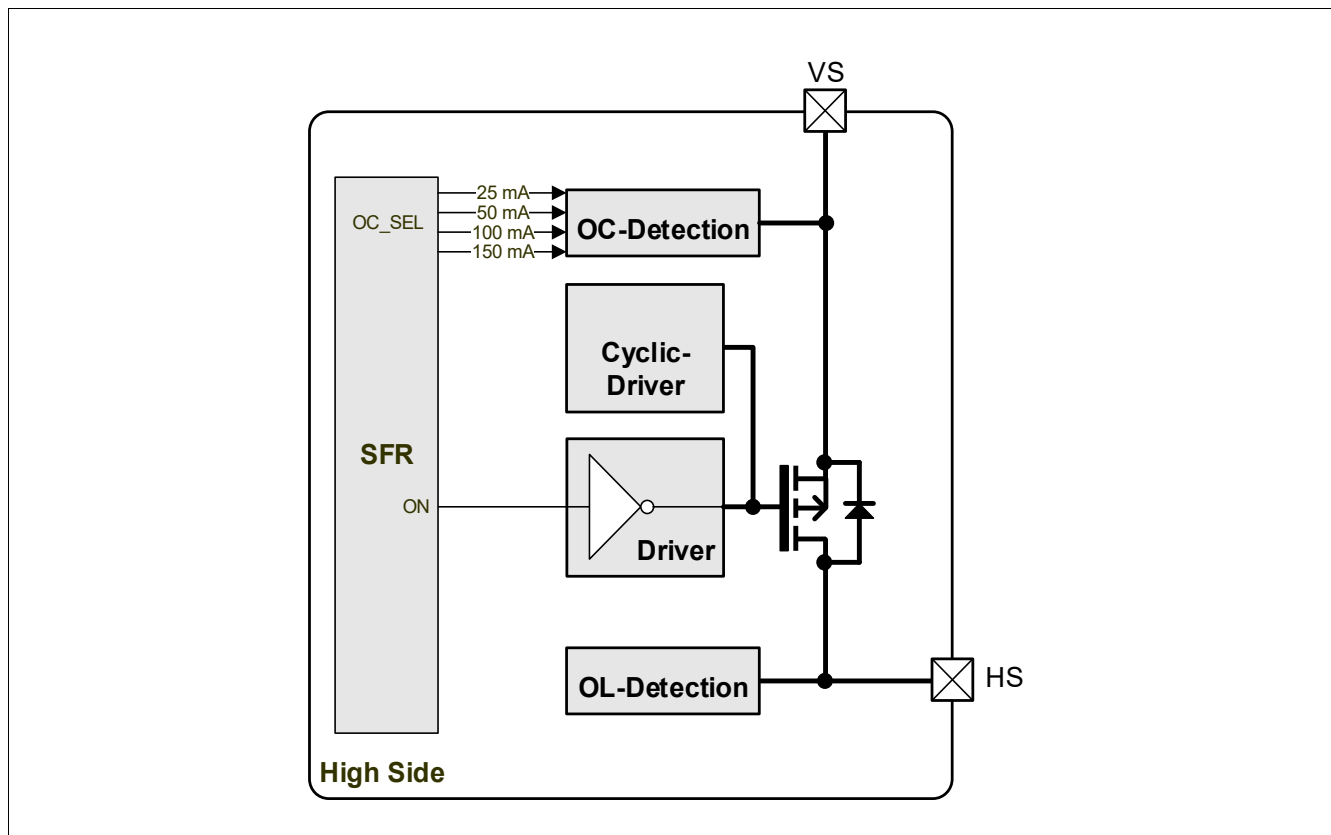 VS
25 mA
50 mA
100 mA
150 mA
OC_SEL
OC-Detection
Cyclic-
Driver
SFR
ON
Driver
OL-Detection
HS
High Side